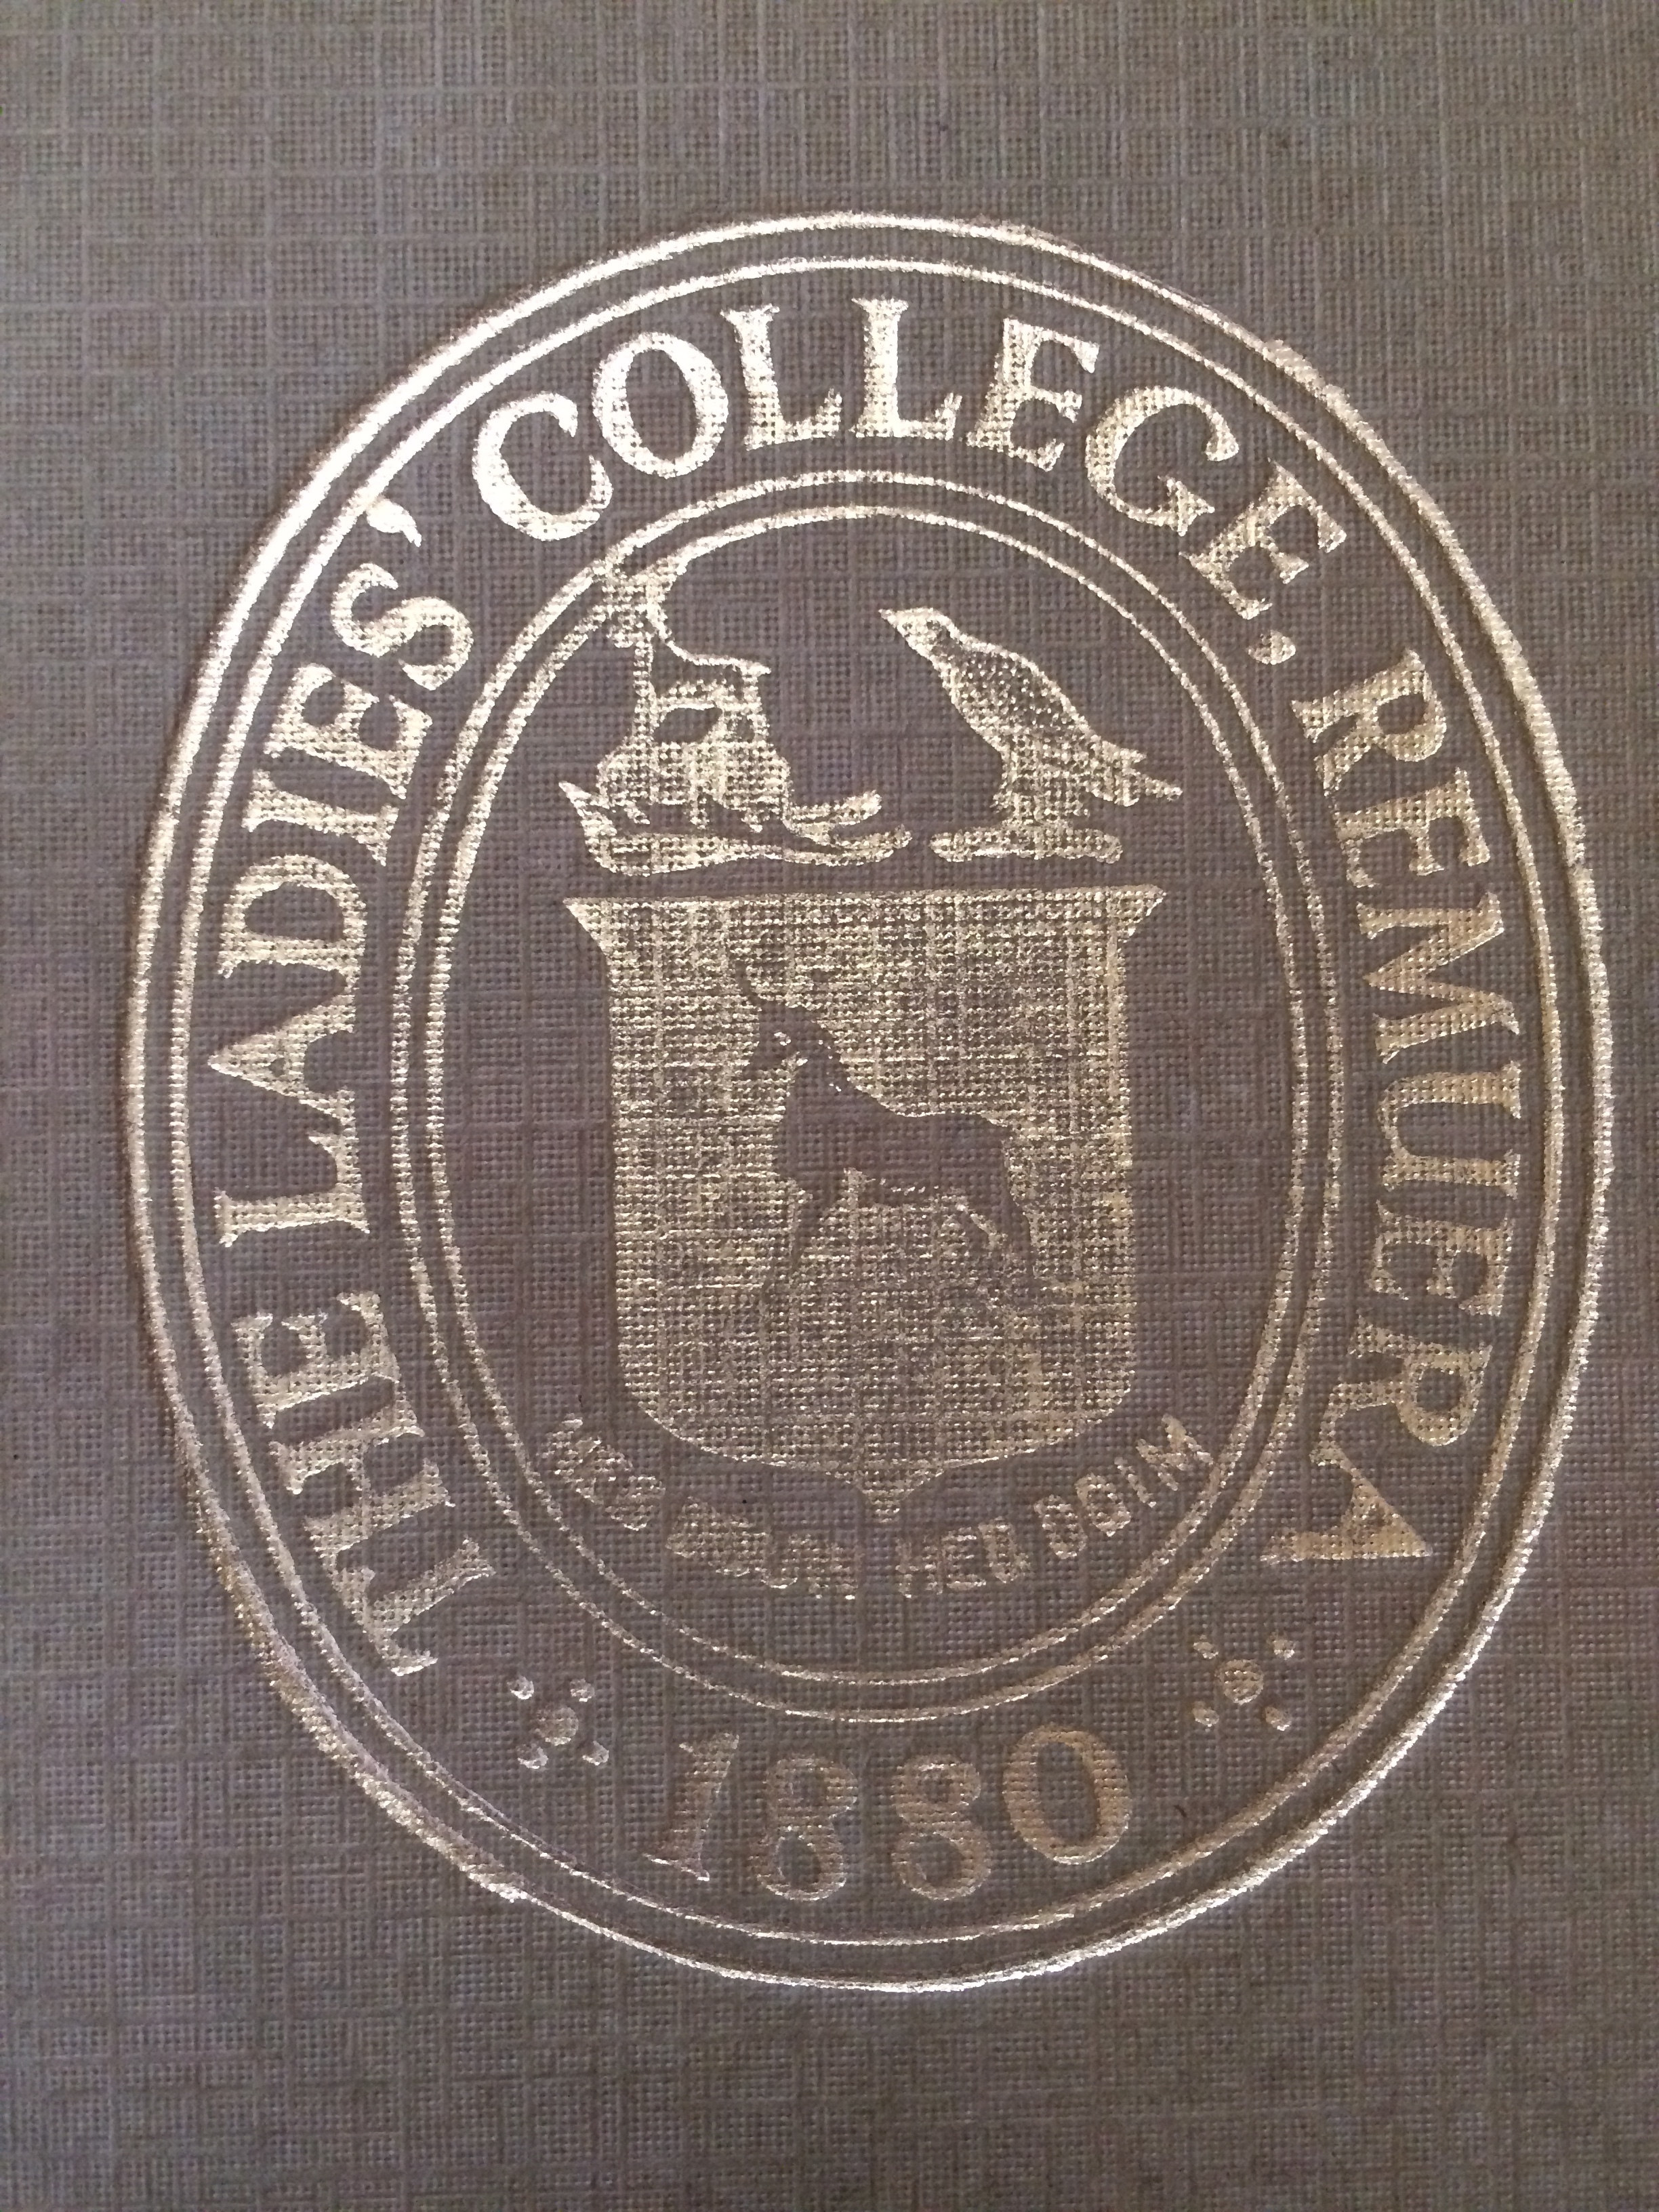 THE LADIES' COLLEGE. REMUERA
1880